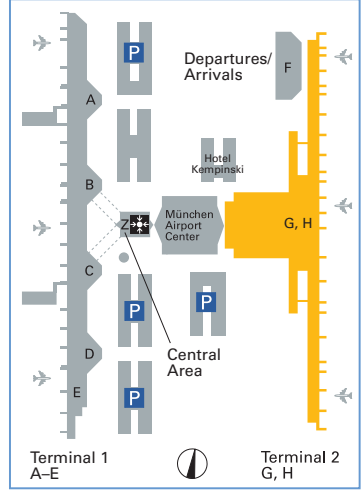 P
Departures/
Arrivals
F
A
Hotel
Kempinski
B
München
Airport
Center
Z
G, H
C
P
P
Central
Area
D
E
P
Terminal 1
A–E
Terminal 2
G, H